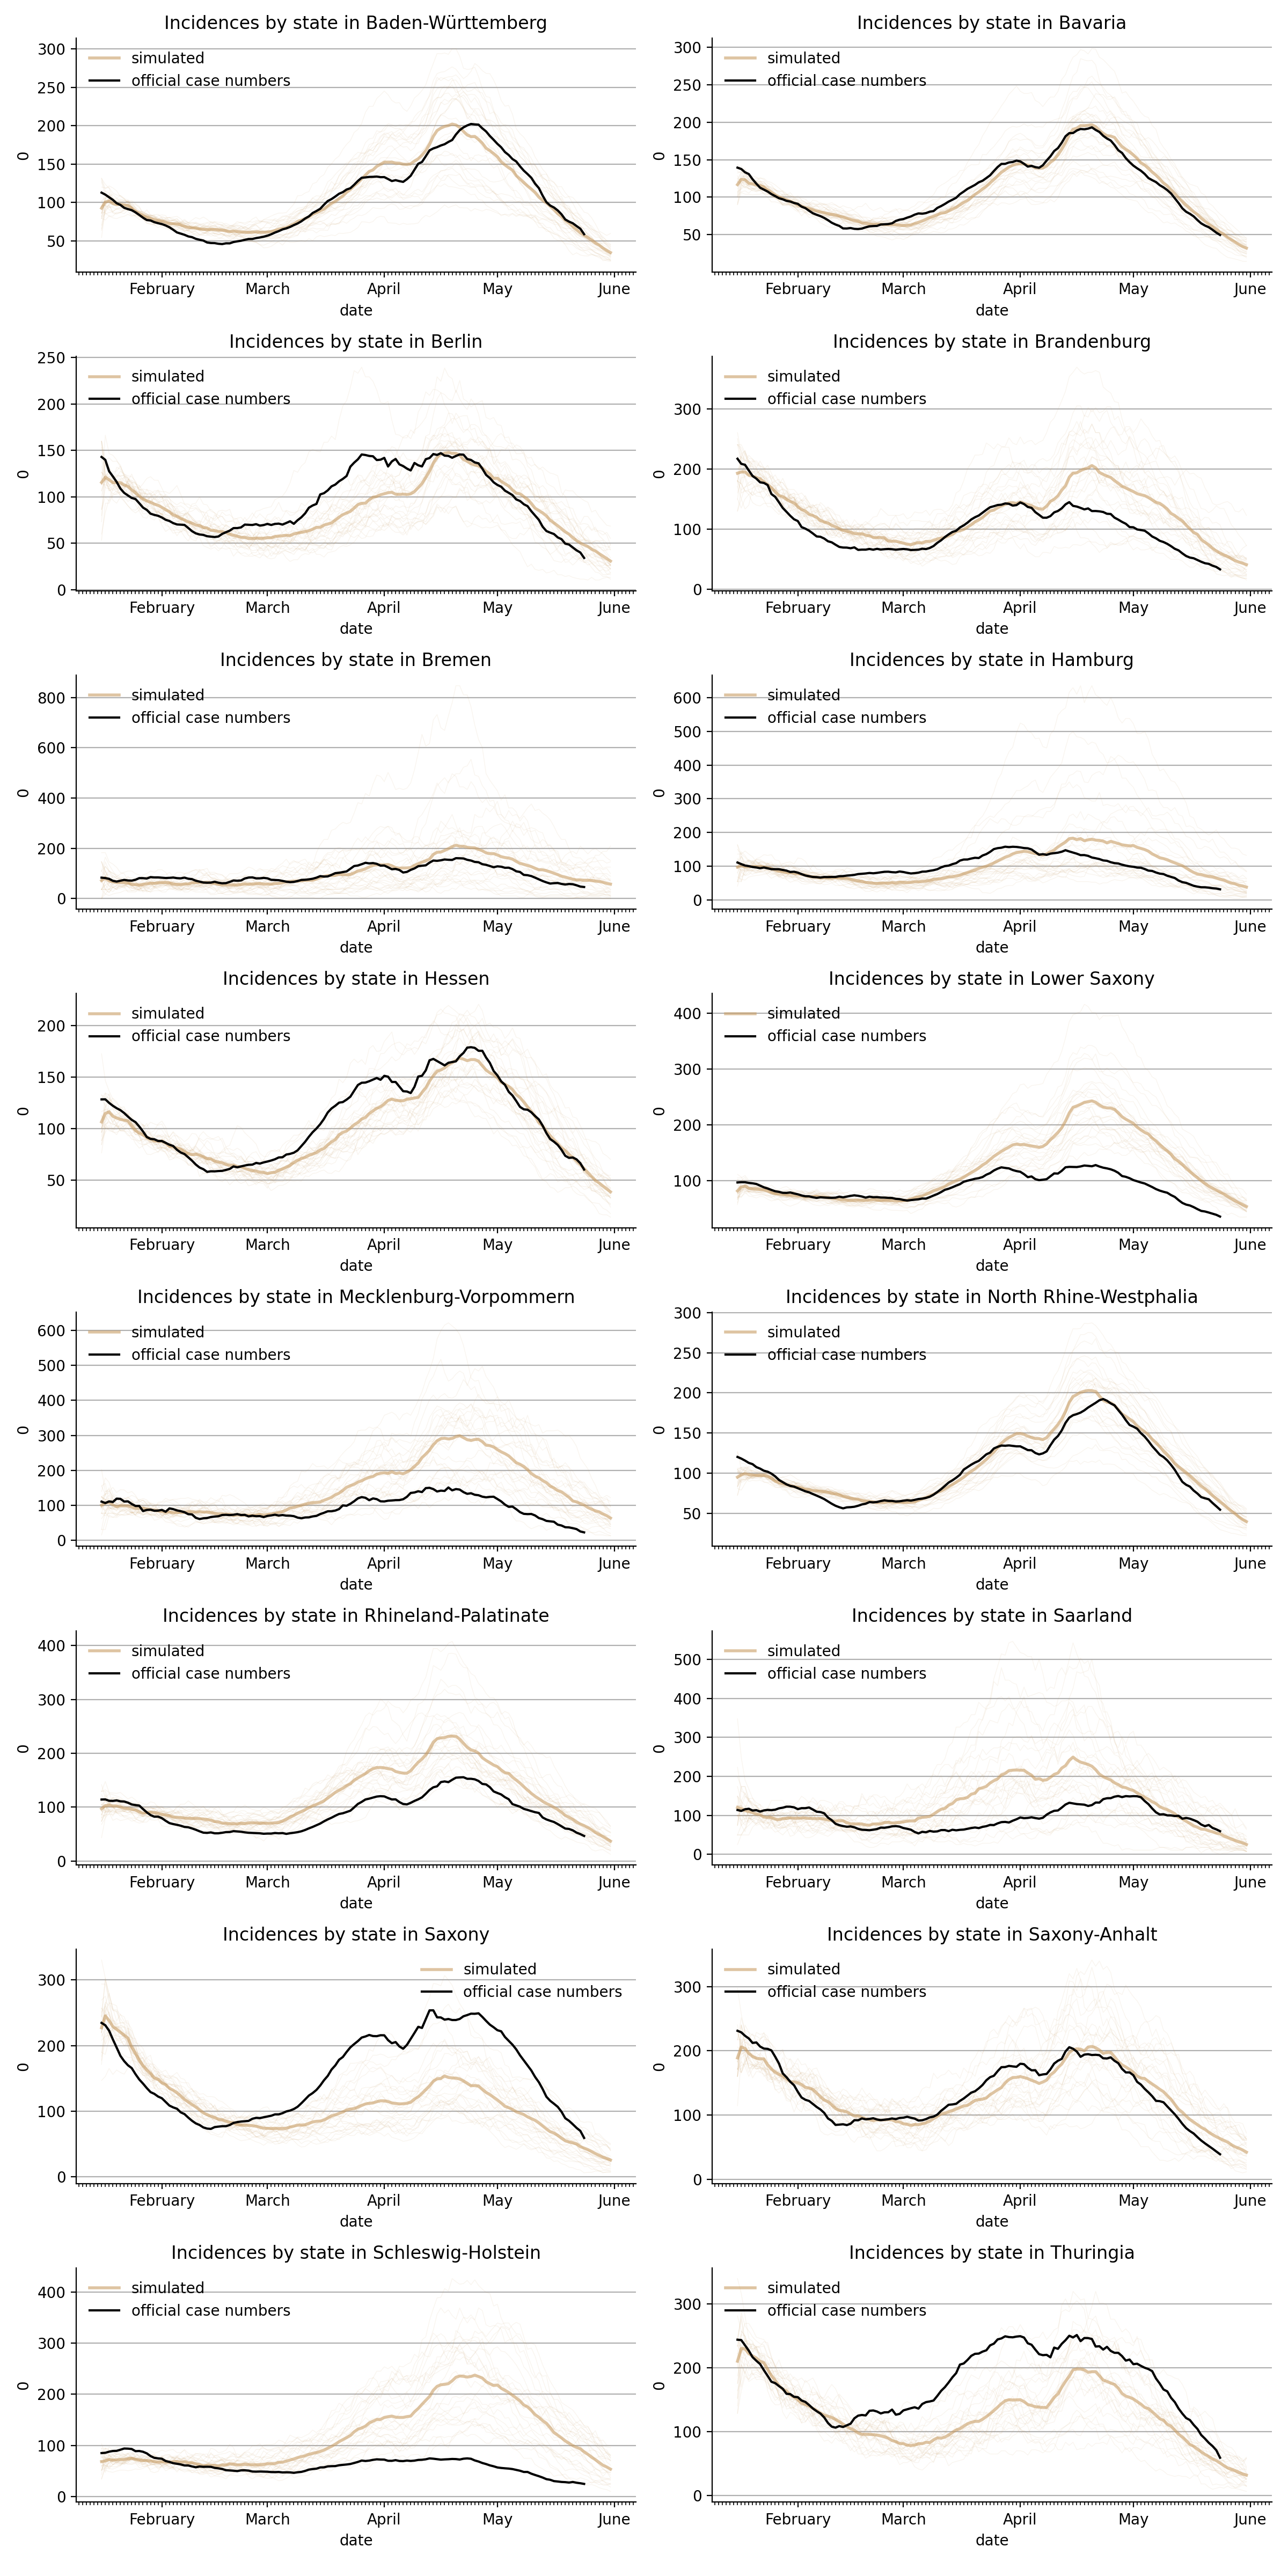 Incidences by state in Baden-Württemberg
simulated
official case numbers
300
250
200
150
100
50
0
February March April May June
date
Incidences by state in Bavaria
simulated
official case numbers
300
250
200
150
100
50
February March April May June
date
Incidences by state in Berlin
simulated
official case numbers
250
200
150
100
50
0
0
February March April May June
date
Incidences by state in Brandenburg
simulated
official case numbers
300
200
100
0
February March April May June
date
Incidences by state in Bremen
simulated
official case numbers
800
600
400
200
0
0
February March April May June
date
Incidences by state in Hamburg
simulated
official case numbers
600
500
400
300
200
100
0
0
February March April May June
date
Incidences by state in Hessen
simulated
official case numbers
200
150
100
50
0
February March April May June
date
Incidences by state in Lower Saxony
simulated
official case numbers
400
300
200
100
0
February March April May June
date
Incidences by state in Mecklenburg-Vorpommern
simulated
official case numbers
600
500
400
300
200
100
0
0
February March April May June
date
Incidences by state in North Rhine-Westphalia
simulated
official case numbers
300
250
200
150
100
50
0
February March April May June
date
Incidences by state in Rhineland-Palatinate
simulated
official case numbers
400
300
200
100
0
0
February March April May June
date
Incidences by state in Saarland
simulated
official case numbers
500
400
300
200
100
0
0
February March April May June
date
Incidences by state in Saxony
simulated
official case numbers
300
200
100
0
0
February March April May June
date
Incidences by state in Saxony-Anhalt
simulated
official case numbers
300
200
100
0
0
February March April May June
date
Incidences by state in Schleswig-Holstein
simulated
official case numbers
400
300
200
100
0
0
February March April May June
date
Incidences by state in Thuringia
simulated
official case numbers
300
200
100
0
0
February March April May June
date